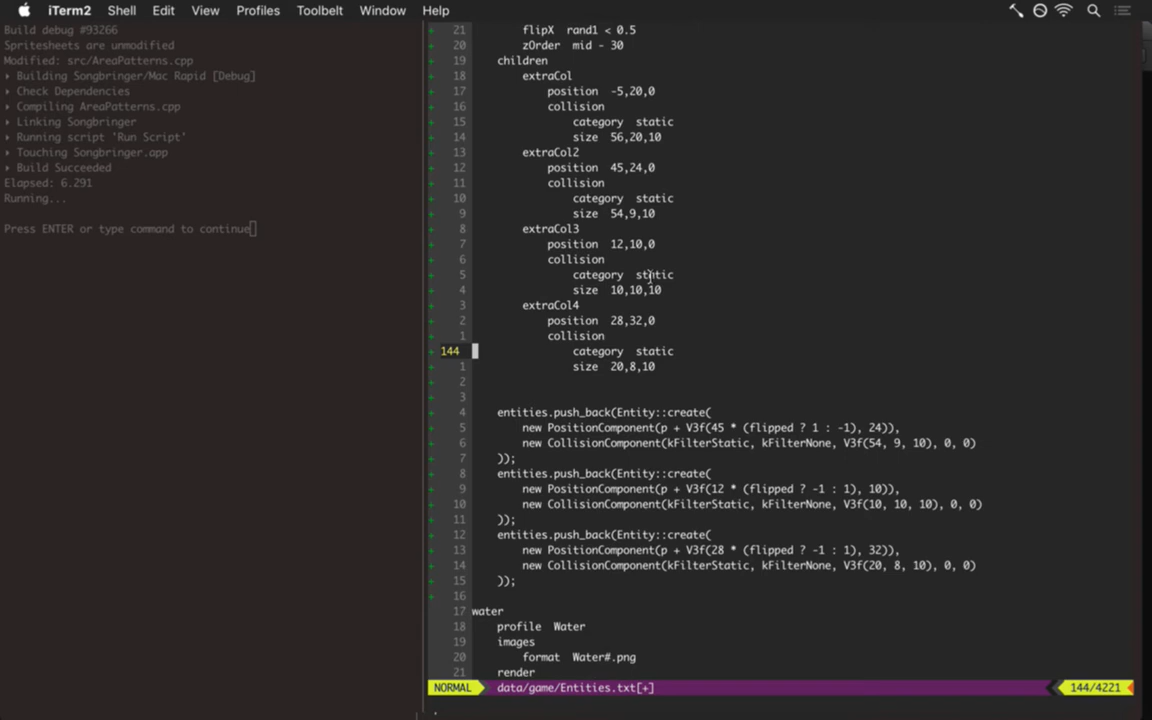 iTerm2 Shell Edit View Profiles Toolbelt Window Help
Build debug #93266
Spritesheets are unmodified
Modified: src/AreaPatterns.cpp
Building Songbringer/Mac Rapid [Debug]
Check Dependencies
Compiling AreaPatterns.cpp
Linking Songbringer
Running script 'Run Script'
Touching Songbringer.app
Build Succeeded
Elapsed: 6.291
Running...
Press ENTER or type command to continue
+ 21 flipX rand1 < 0.5
+ 20 zOrder mid - 30
+ 19 children
+ 18 extraCol
+ 17 position -5,20,0
+ 16 collision
+ 15 category static
+ 14 size 56,20,10
+ 13 extraCol2
+ 12 position 45,24,0
+ 11 collision
+ 10 category static
+ 9 size 54,9,10
+ 8 extraCol3
+ 7 position 12,10,0
+ 6 collision
+ 5 category static
+ 4 size 10,10,10
+ 3 extraCol4
+ 2 position 28,32,0
+ 1 collision
+ 144 category static
+ 1 size 20,8,10
+ 2
+ 3
+ 4 entities.push_back(Entity::create(
+ 5 new PositionComponent(p + V3f(45 * (flipped ? 1 : -1), 24)),
+ 6 new CollisionComponent(kFilterStatic, kFilterNone, V3f(54, 9, 10), 0, 0)
+ 7 ));
+ 8 entities.push_back(Entity::create(
+ 9 new PositionComponent(p + V3f(12 * (flipped ? -1 : 1), 10)),
+ 10 new CollisionComponent(kFilterStatic, kFilterNone, V3f(10, 10, 10), 0, 0)
+ 11 ));
+ 12 entities.push_back(Entity::create(
+ 13 new PositionComponent(p + V3f(28 * (flipped ? -1 : 1), 32)),
+ 14 new CollisionComponent(kFilterStatic, kFilterNone, V3f(20, 8, 10), 0, 0)
+ 15 ));
+ 16
17 water
18 profile Water
19 images
20 format Water#.png
21 render
NORMAL data/game/Entities.txt[+] 144/4221